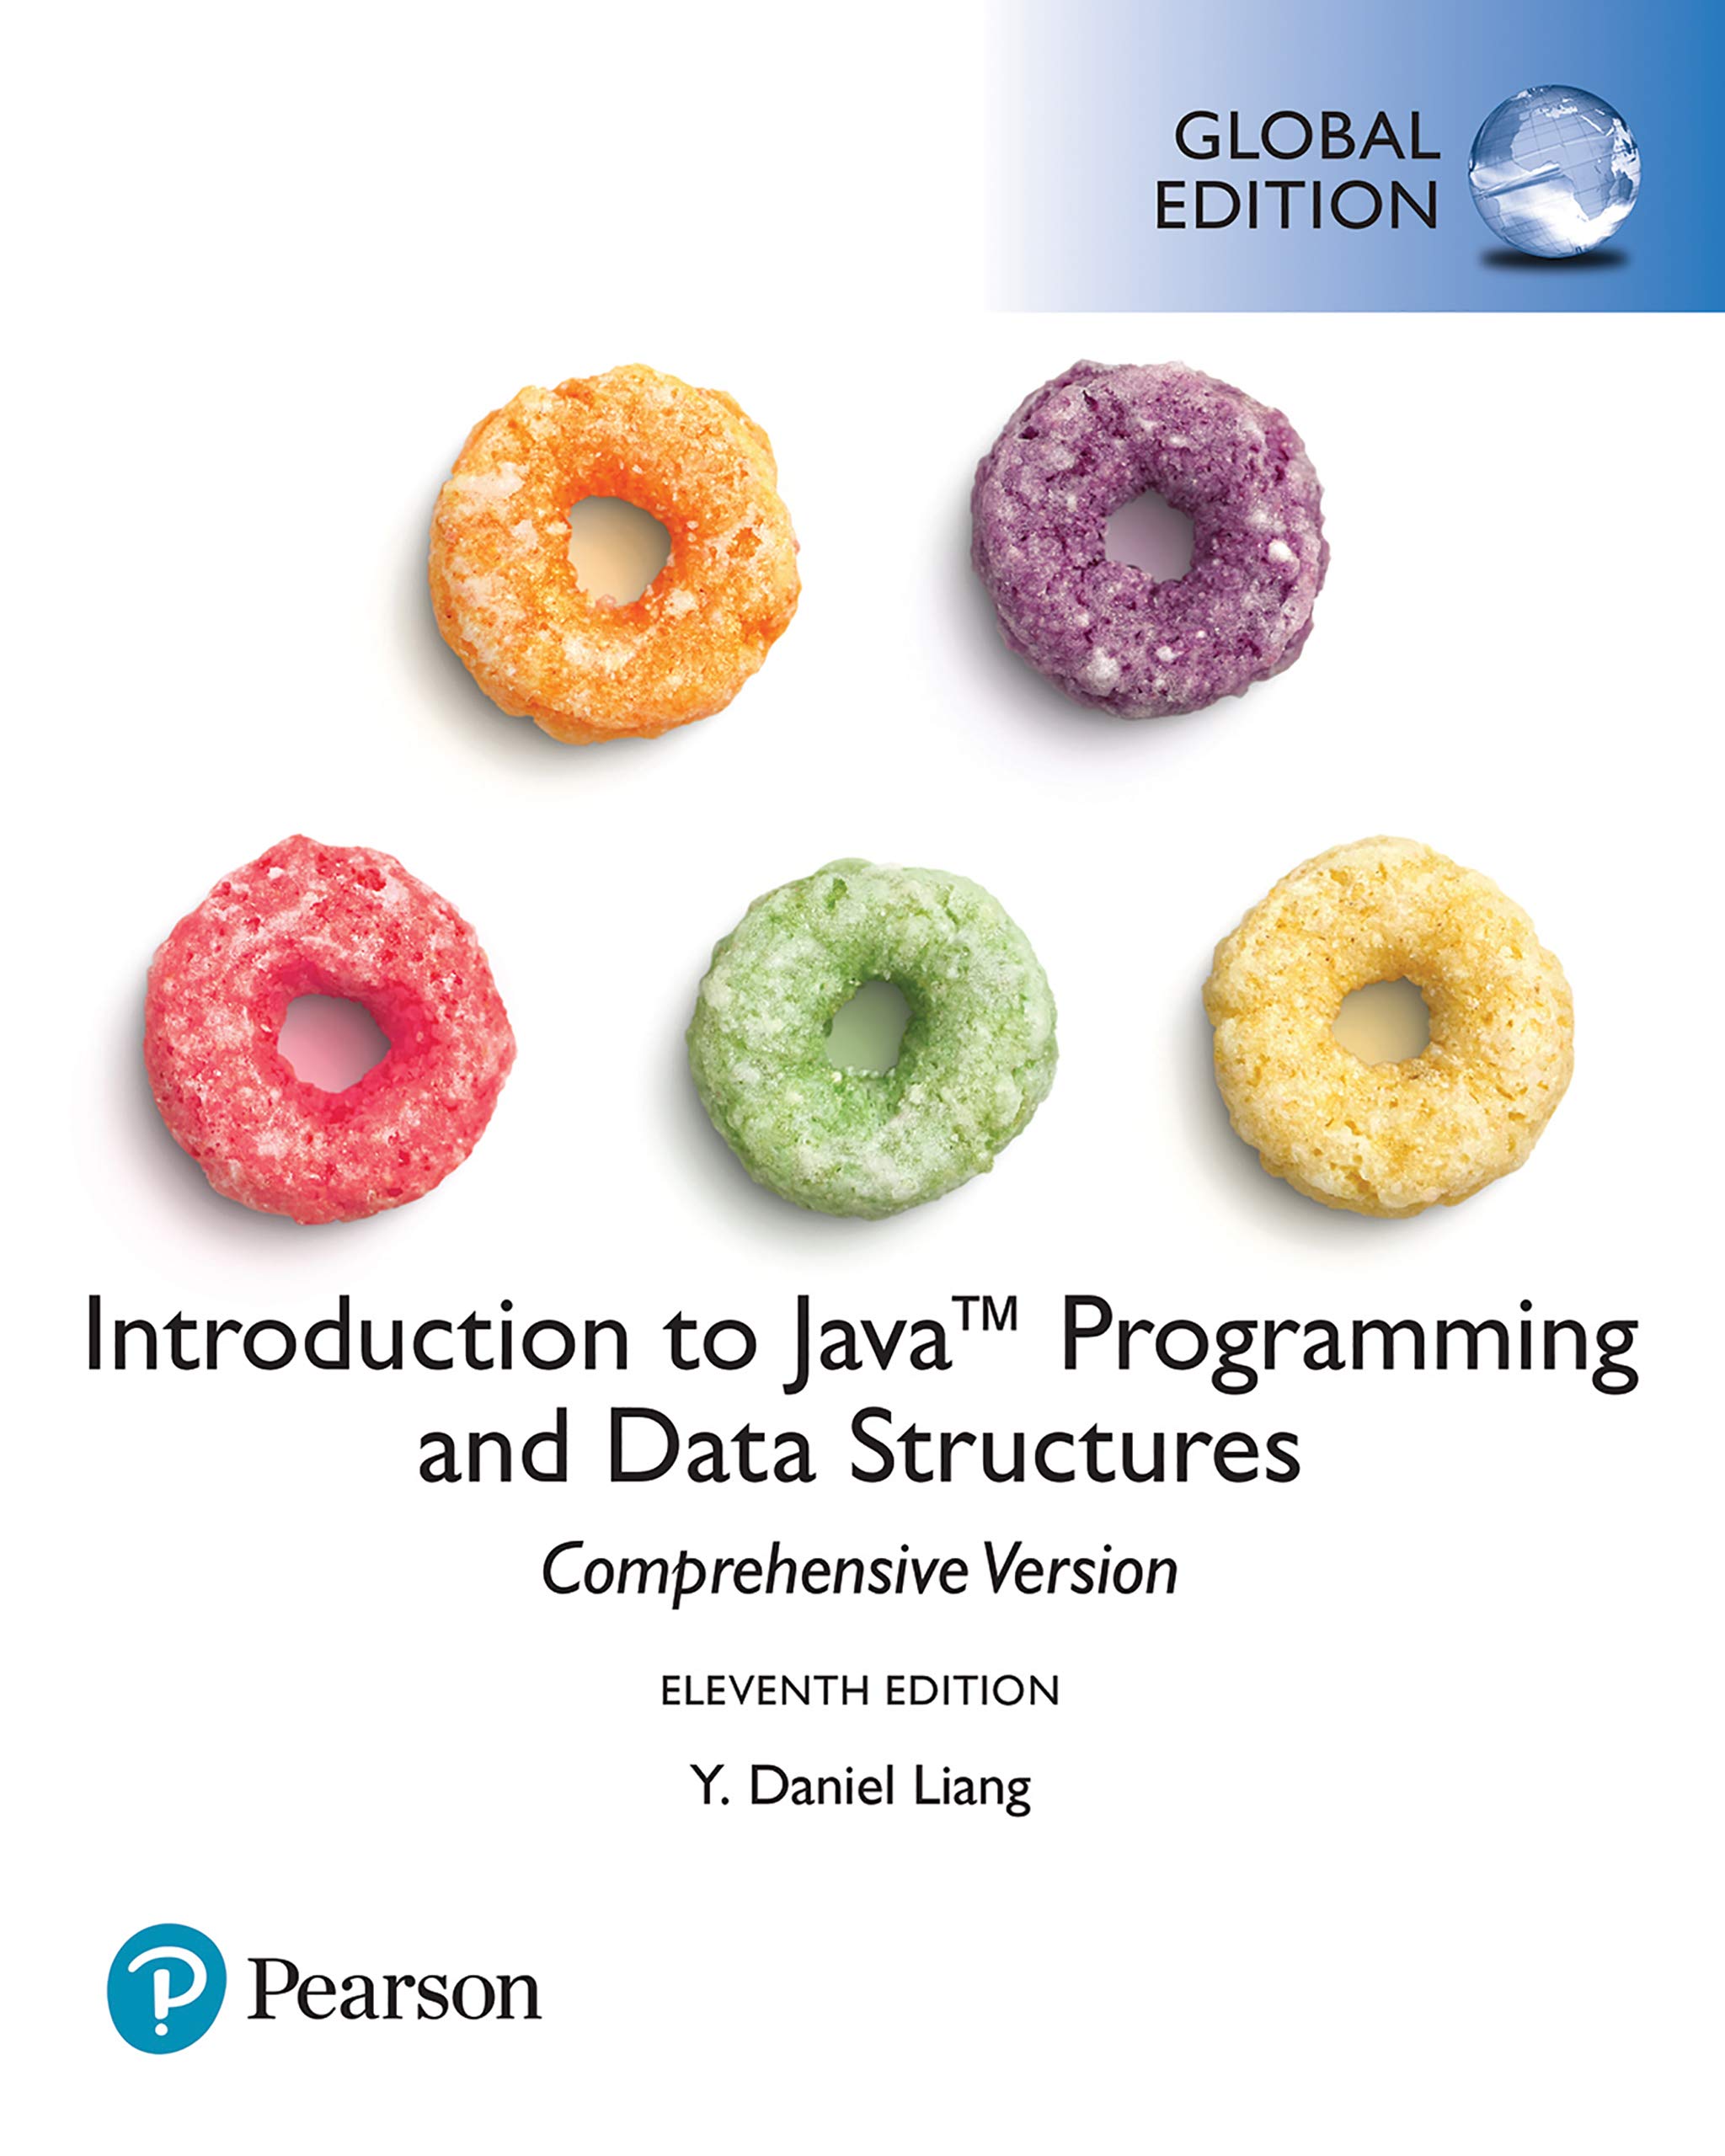 GLOBAL
EDITION
Introduction to Java™ Programming
and Data Structures
Comprehensive Version
ELEVENTH EDITION
Y. Daniel Liang
Pearson